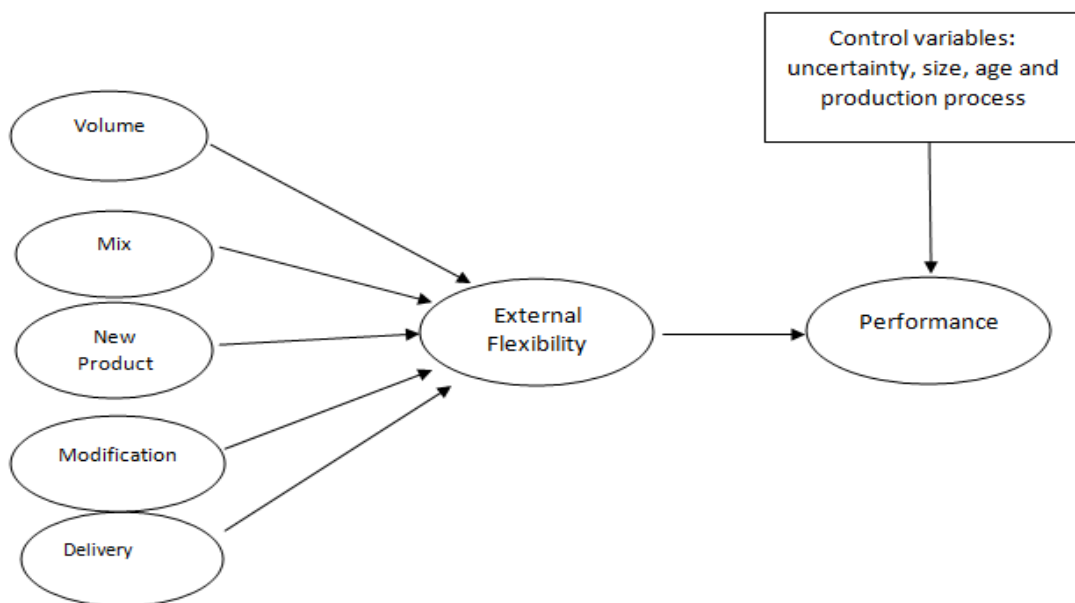 Control variables:
uncertainty, size, age and
production process
Volume
Mix
New
Product
Modification
Delivery
External
Flexibility
Performance